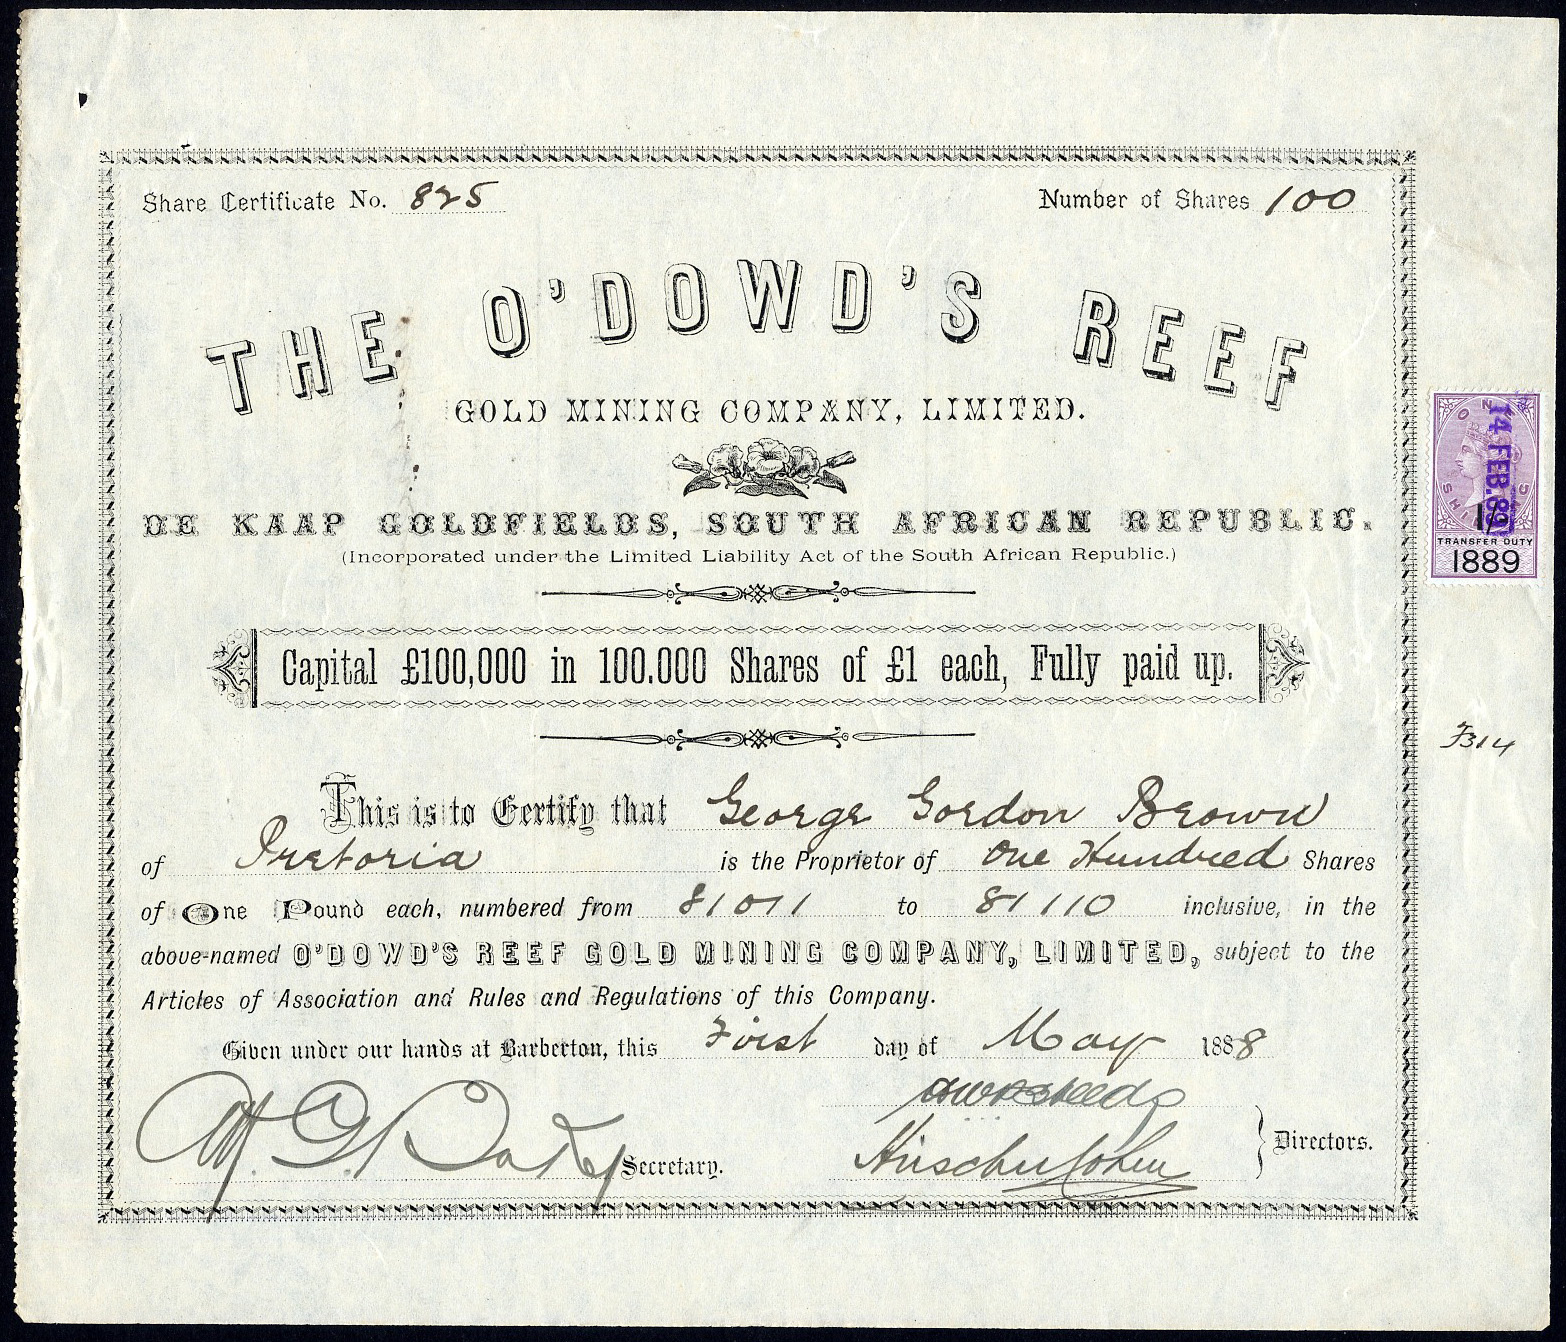 Share Certificate No. 825 Number of Shares 100
THE O'DOWD'S REEF
GOLD MINING COMPANY, LIMITED.
DE KAAP GOLDFIELDS, SOUTH AFRICAN REPUBLIC.
(Incorporated under the Limited Liability Act of the South African Republic.)
ONE SHILLING
14 FEB. 89
1/
TRANSFER DUTY
1889
Capital £100,000 in 100.000 Shares of £1 each, Fully paid up.
This is to Certify that George Gordon Brown
of Pretoria is the Proprietor of One Hundred Shares
of One Pound each, numbered from 81011 to 81110 inclusive, in the
above-named O'DOWD'S REEF GOLD MINING COMPANY, LIMITED, subject to the
Articles of Association and Rules and Regulations of this Company.
Given under our hands at Barberton, this First day of May 1888
Secretary. Directors.